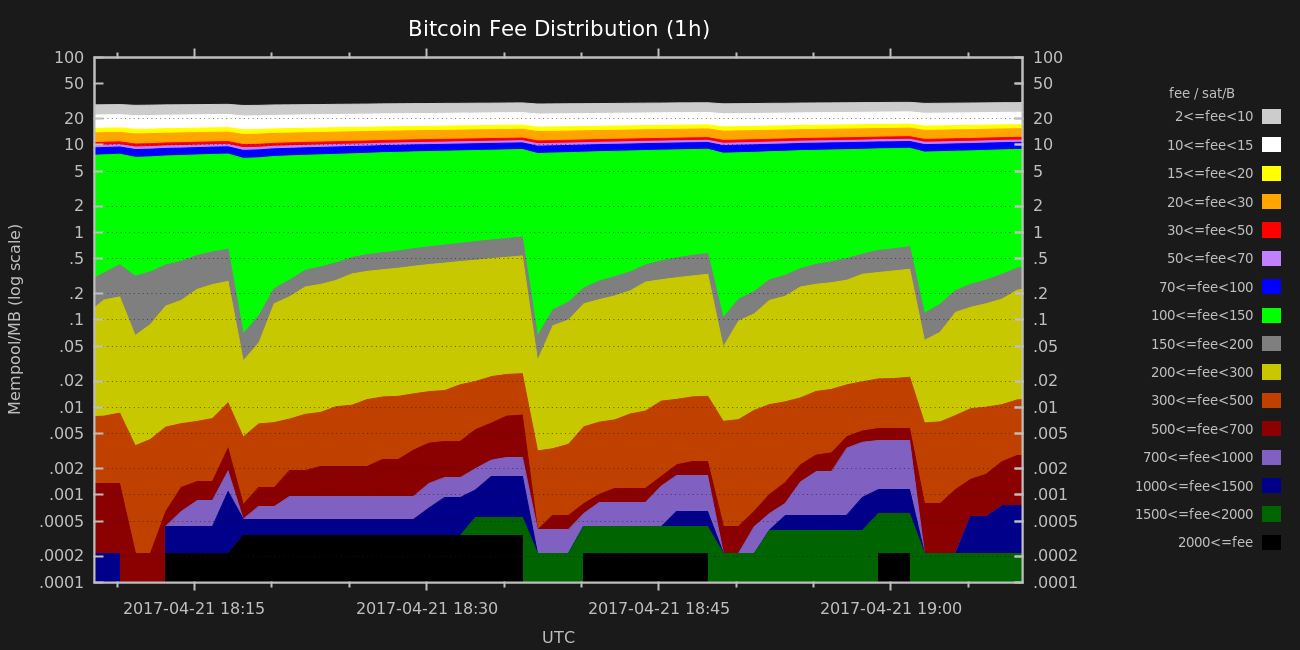 Bitcoin Fee Distribution (1h)
100
50
20
10
5
2
1
.5
.2
.1
.05
.02
.01
.005
.002
.001
.0005
.0002
.0001
Mempool/MB (log scale)
100
50
20
10
5
2
1
.5
.2
.1
.05
.02
.01
.005
.002
.001
.0005
.0002
.0001
2017-04-21 18:15
2017-04-21 18:30
2017-04-21 18:45
2017-04-21 19:00
UTC
fee / sat/B
2<=fee<10
10<=fee<15
15<=fee<20
20<=fee<30
30<=fee<50
50<=fee<70
70<=fee<100
100<=fee<150
150<=fee<200
200<=fee<300
300<=fee<500
500<=fee<700
700<=fee<1000
1000<=fee<1500
1500<=fee<2000
2000<=fee